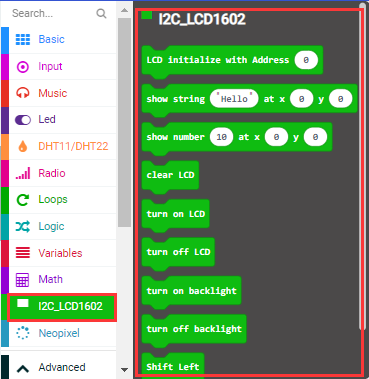 Search...
Basic
Input
Music
Led
DHT11/DHT22
Radio
Loops
Logic
Variables
Math
I2C_LCD1602
Neopixel
Advanced
I2C_LCD1602
LCD initialize with Address 0
show string "Hello" at x 0 y 0
show number 10 at x 0 y 0
clear LCD
turn on LCD
turn off LCD
turn on backlight
turn off backlight
Shift Left